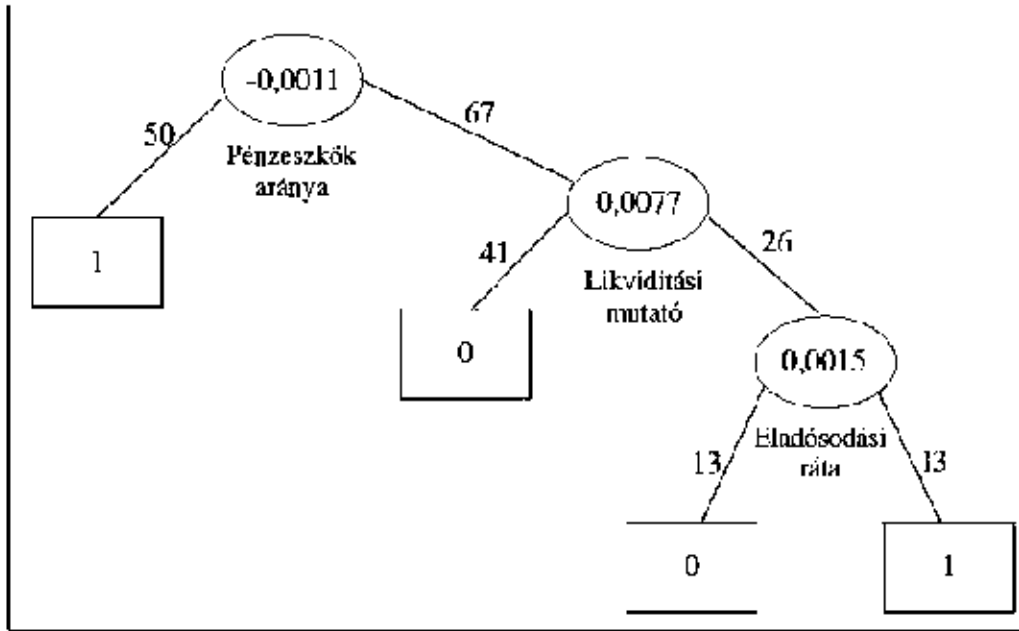 -0,0011
50
67
Pénzeszkök
aránya
0,0077
1
41
26
Likviditási
mutató
0
0,0015
13
Eladósodási
ráta
13
0
1